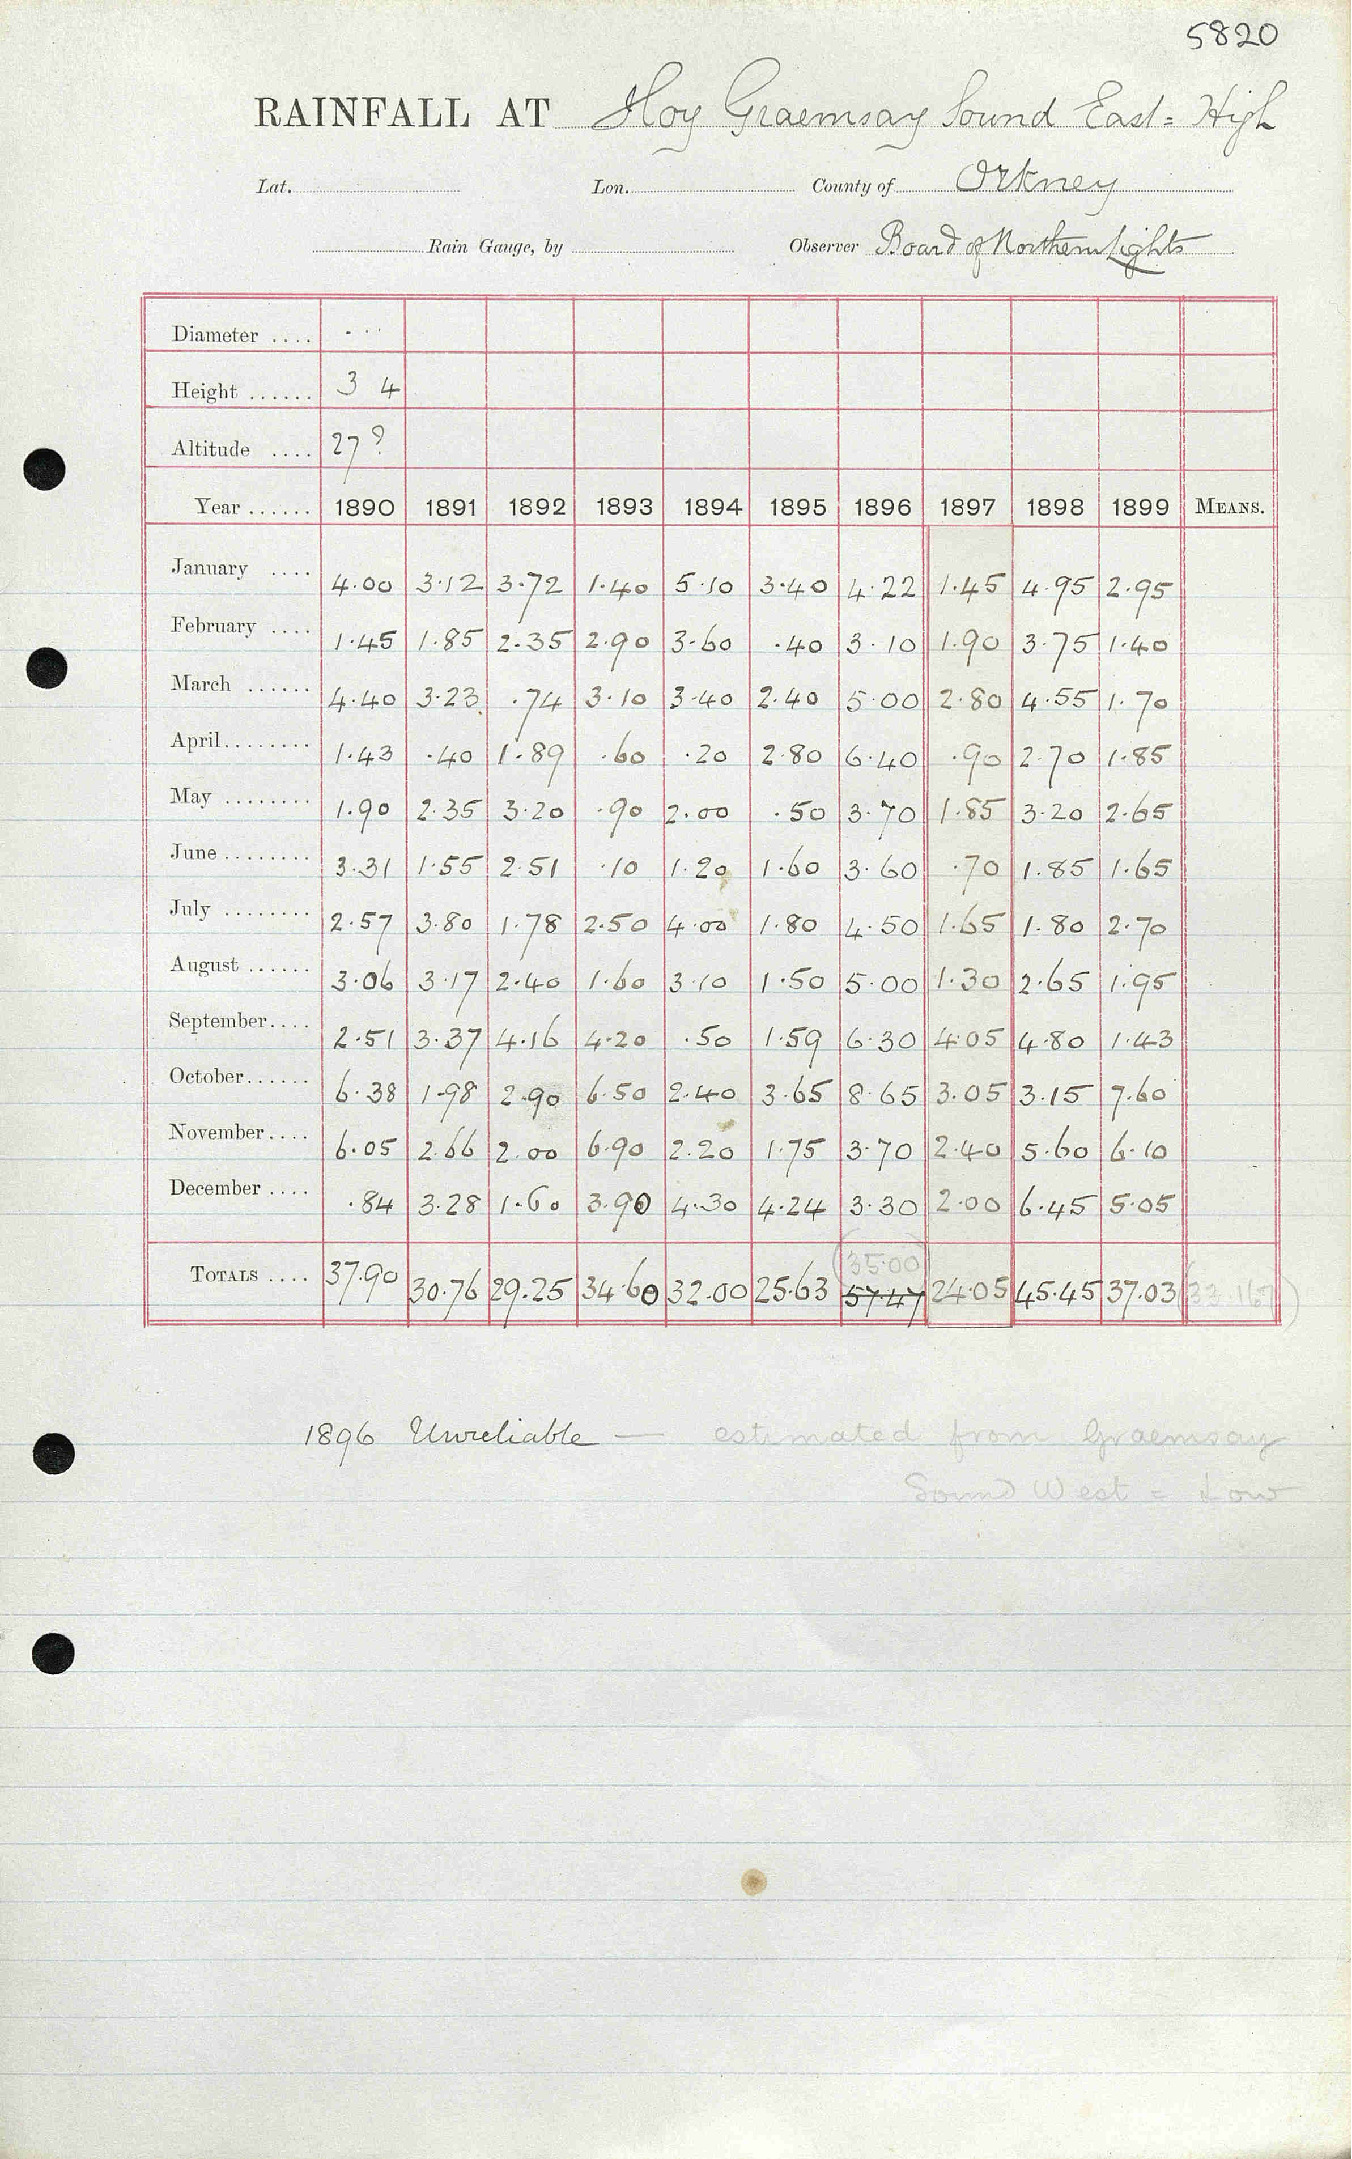 5820
RAINFALL AT Hoy Graemsay Sound East = High
Lat. Lon. County of Orkney
Rain Gauge, by Observer Board of Northern Lights
Diameter .... ...
Height ...... 3 4
Altitude .... 27?
Year ...... 1890 1891 1892 1893 1894 1895 1896 1897 1898 1899 MEANS.
January .... 4.00 3.12 3.72 1.40 5.10 3.40 4.22 1.45 4.95 2.95
February .... 1.45 1.85 2.35 2.90 3.60 .40 3.10 1.90 3.75 1.40
March ...... 4.40 3.23 .74 3.10 3.40 2.40 5.00 2.80 4.55 1.70
April........ 1.43 .40 1.89 .60 .20 2.80 6.40 .90 2.70 1.85
May ........ 1.90 2.35 3.20 .90 2.00 .50 3.70 1.85 3.20 2.65
June ........ 3.31 1.55 2.51 .10 1.20 1.60 3.60 .70 1.85 1.65
July ........ 2.57 3.80 1.78 2.50 4.00 1.80 4.50 1.65 1.80 2.70
August ...... 3.06 3.17 2.40 1.60 3.10 1.50 5.00 1.30 2.65 1.95
September.... 2.51 3.37 4.16 4.20 .50 1.59 6.30 4.05 4.80 1.43
October...... 6.38 1.98 2.90 6.50 2.40 3.65 8.65 3.05 3.15 7.60
November.... 6.05 2.66 2.00 6.90 2.20 1.75 3.70 2.40 5.60 6.10
December .... .84 3.28 1.60 3.90 4.30 4.24 3.30 2.00 6.45 5.05
(35.00)
TOTALS .... 37.90 30.76 29.25 34.60 32.00 25.63 57.47 24.05 45.45 37.03 (33.167)
1896 Unreliable — estimated from Graemsay
Sound West = Low